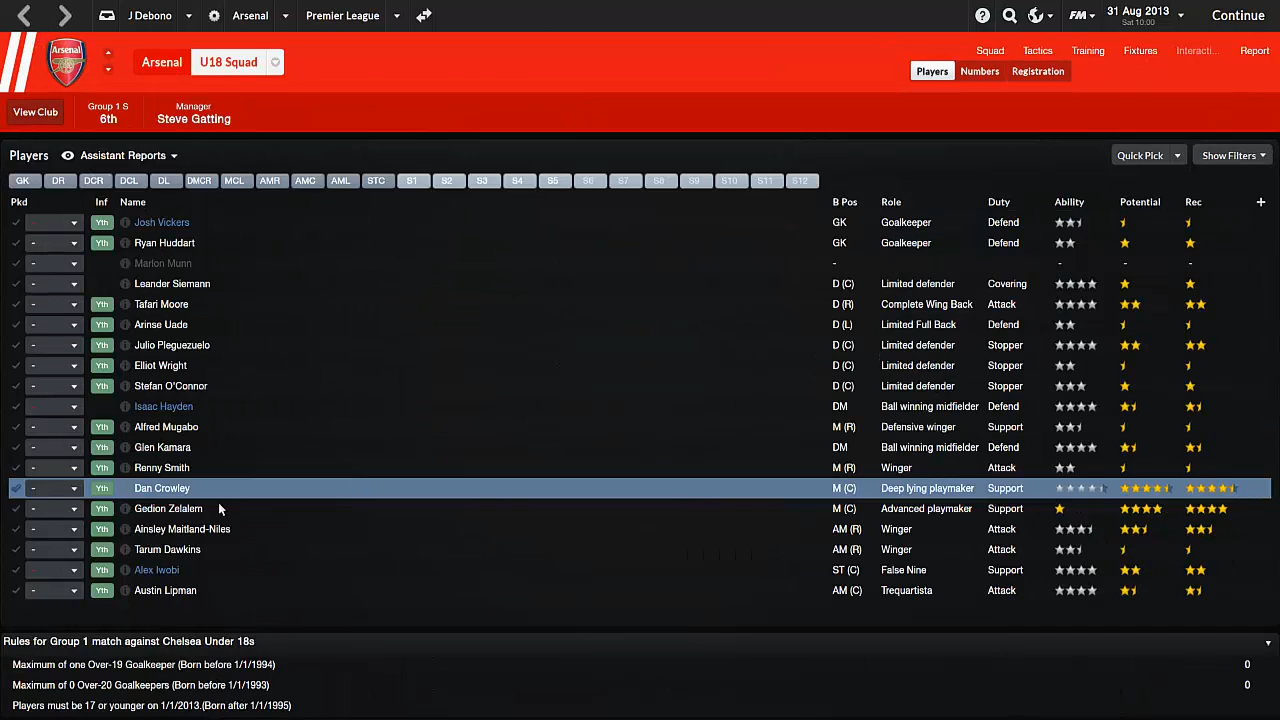 J Debono Arsenal Premier League FM 31 Aug 2013 Sat 10:00 Continue
Arsenal
Arsenal U18 Squad Squad Tactics Training Fixtures Interacti... Report
Players Numbers Registration
View Club Group 1 S 6th Manager Steve Gatting
Players Assistant Reports Quick Pick Show Filters
GK DR DCR DCL DL DMCR MCL AMR AMC AML STC S1 S2 S3 S4 S5 S6 S7 S8 S9 S10 S11 S12
Pkd Inf Name B Pos Role Duty Ability Potential Rec +
- Yth Josh Vickers GK Goalkeeper Defend
- Yth Ryan Huddart GK Goalkeeper Defend
- Marlon Munn - - - -
- Leander Siemann D (C) Limited defender Covering
- Yth Tafari Moore D (R) Complete Wing Back Attack
- Yth Arinse Uade D (L) Limited Full Back Defend
- Yth Julio Pleguezuelo D (C) Limited defender Stopper
- Yth Elliot Wright D (C) Limited defender Stopper
- Yth Stefan O'Connor D (C) Limited defender Stopper
- Isaac Hayden DM Ball winning midfielder Defend
- Yth Alfred Mugabo M (R) Defensive winger Support
- Yth Glen Kamara DM Ball winning midfielder Defend
- Yth Renny Smith M (R) Winger Attack
- Yth Dan Crowley M (C) Deep lying playmaker Support
- Yth Gedion Zelalem M (C) Advanced playmaker Support
- Yth Ainsley Maitland-Niles AM (R) Winger Attack
- Yth Tarum Dawkins AM (R) Winger Attack
- Yth Alex Iwobi ST (C) False Nine Support
- Yth Austin Lipman AM (C) Trequartista Attack
Rules for Group 1 match against Chelsea Under 18s
Maximum of one Over-19 Goalkeeper (Born before 1/1/1994) 0
Maximum of 0 Over-20 Goalkeepers (Born before 1/1/1993) 0
Players must be 17 or younger on 1/1/2013.(Born after 1/1/1995)